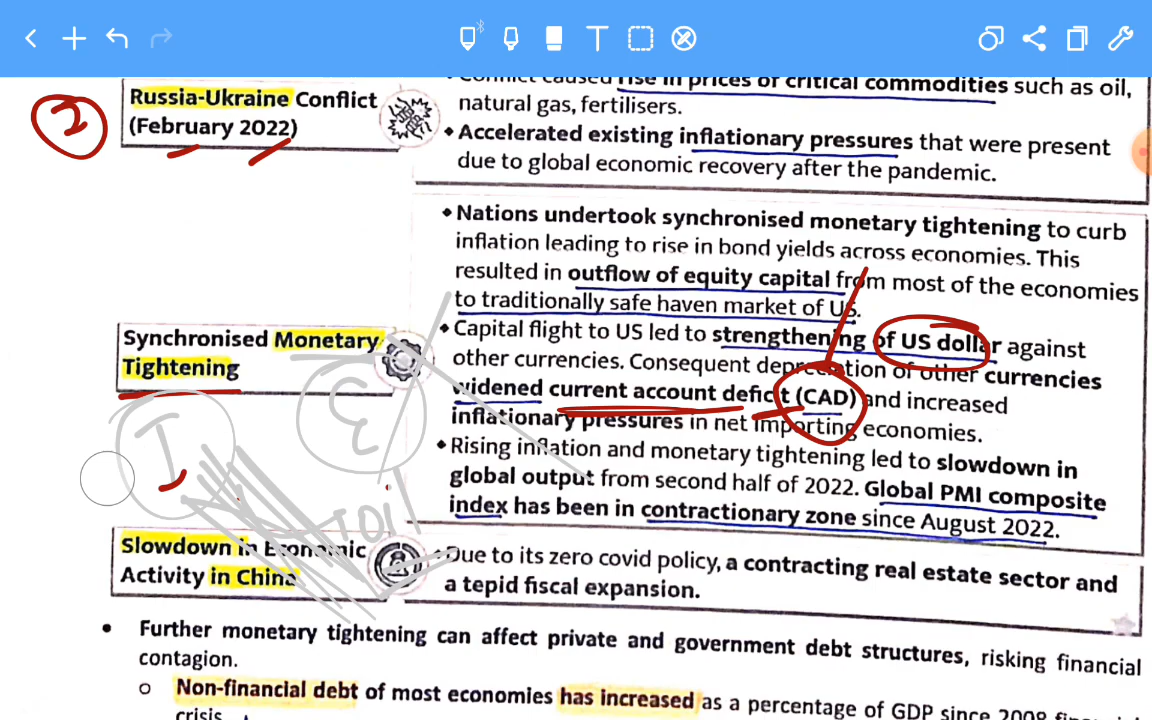 Conflict caused rise in prices of critical commodities such as oil,
natural gas, fertilisers.
2
Russia-Ukraine Conflict
(February 2022)
Accelerated existing inflationary pressures that were present
due to global economic recovery after the pandemic.
Synchronised Monetary
Tightening
Nations undertook synchronised monetary tightening to curb
inflation leading to rise in bond yields across economies. This
resulted in outflow of equity capital from most of the economies
to traditionally safe haven market of US.
Capital flight to US led to strengthening of US dollar against
other currencies. Consequent depreciation of other currencies
widened current account deficit (CAD) and increased
inflationary pressures in net importing economies.
Rising inflation and monetary tightening led to slowdown in
global output from second half of 2022. Global PMI composite
index has been in contractionary zone since August 2022.
Slowdown in Economic
Activity in China
Due to its zero covid policy, a contracting real estate sector and
a tepid fiscal expansion.
Further monetary tightening can affect private and government debt structures, risking financial
contagion.
Non-financial debt of most economies has increased as a percentage of GDP since 2008 financial
crisis